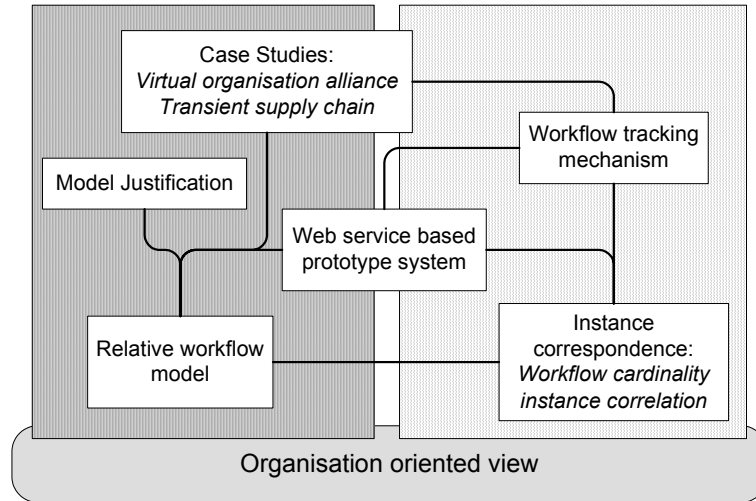 Case Studies:
Virtual organisation alliance
Transient supply chain
Workflow tracking
mechanism
Model Justification
Web service based
prototype system
Relative workflow
model
Instance
correspondence:
Workflow cardinality
instance correlation
Organisation oriented view